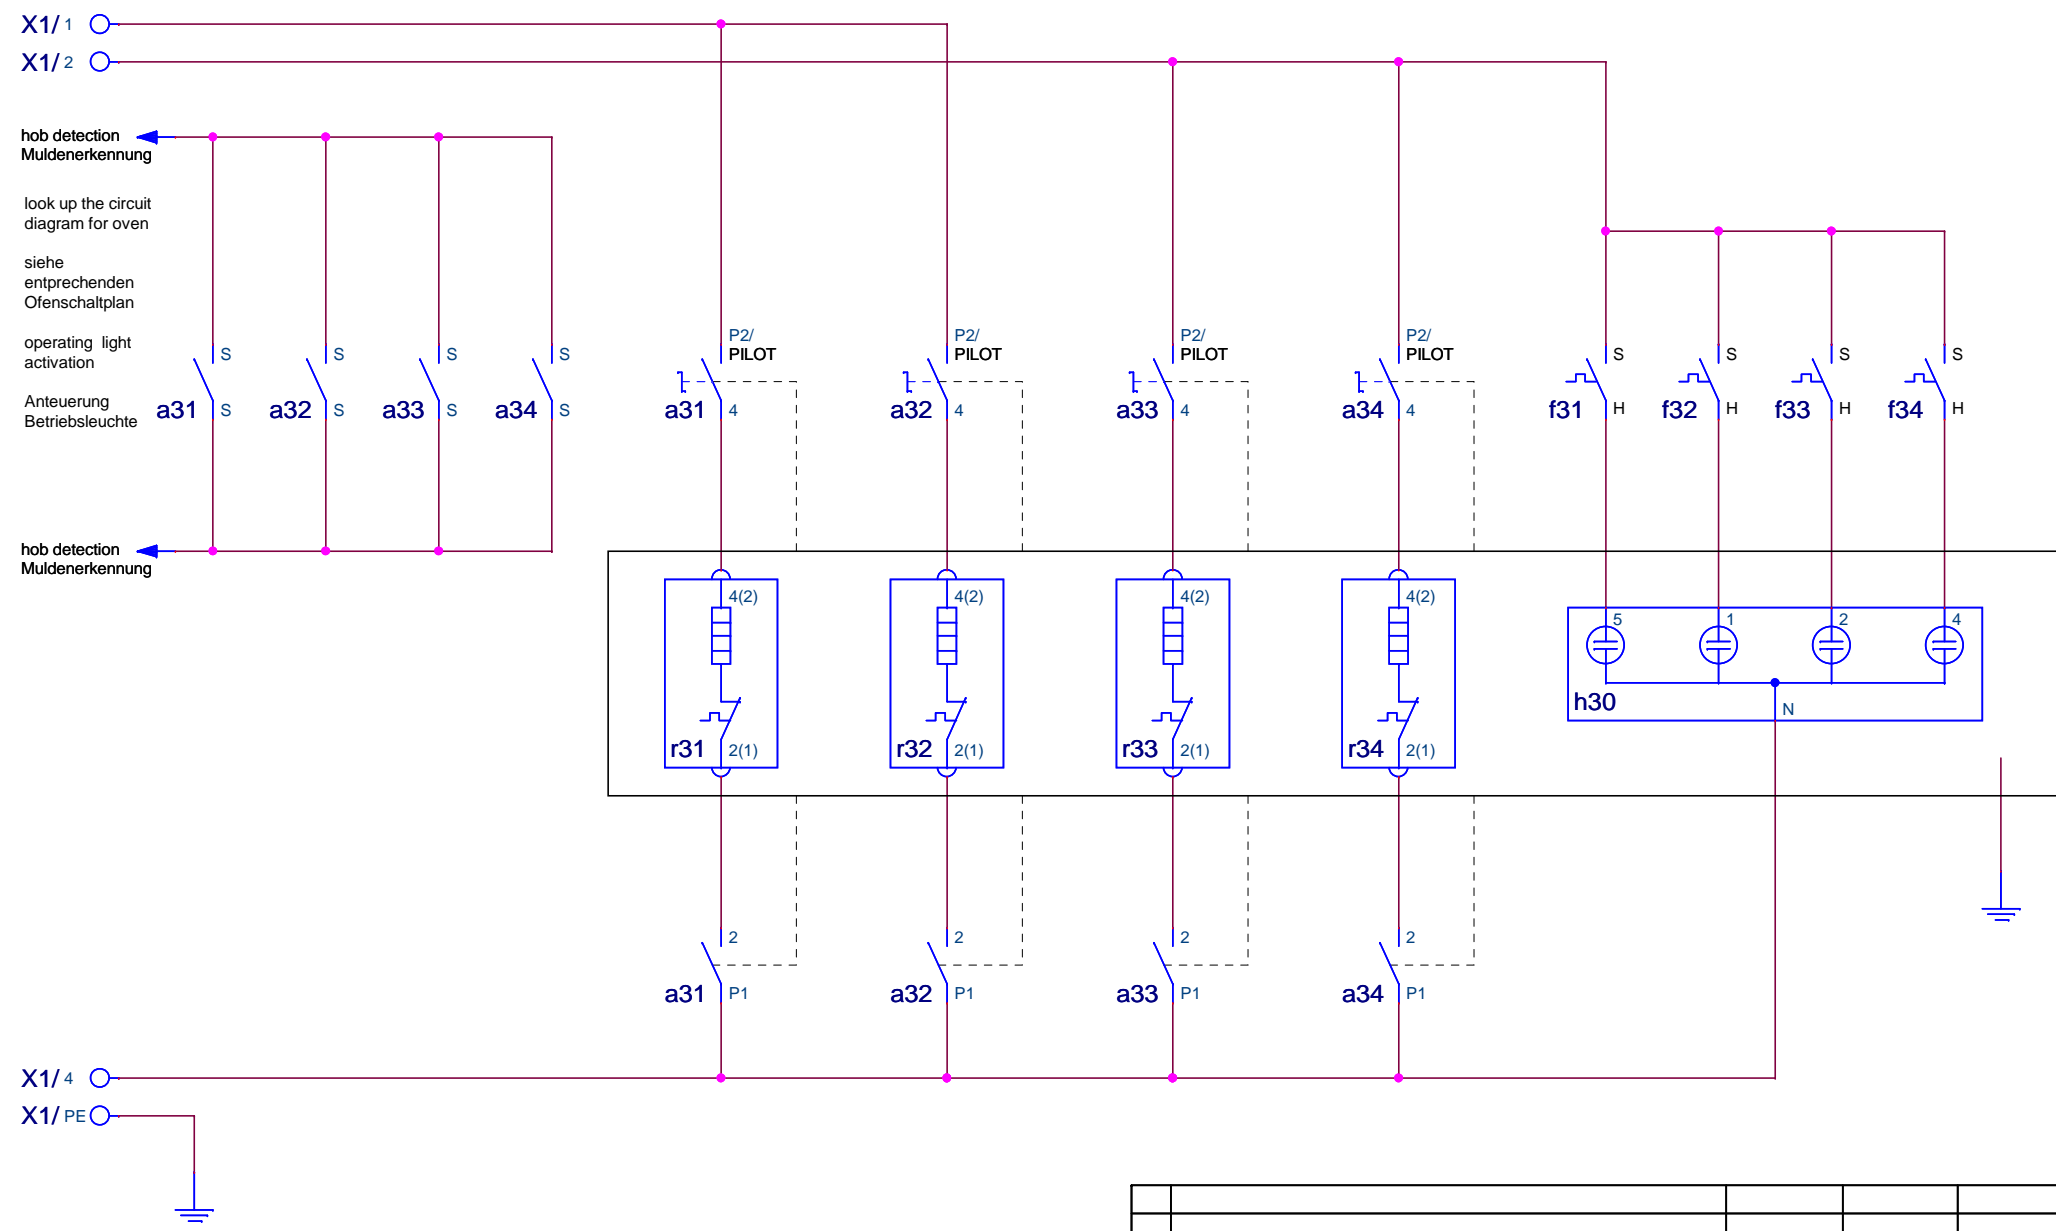 X1/ 1
X1/ 2
hob detection
Muldenerkennung
look up the circuit
diagram for oven
siehe
entprechenden
Ofenschaltplan
operating light
activation
Anteuerung
Betriebsleuchte
S S S S
a31 S a32 S a33 S a34 S
P2/ P2/ P2/ P2/
PILOT PILOT PILOT PILOT
a31 4 a32 4 a33 4 a34 4
S S S S
f31 H f32 H f33 H f34 H
hob detection
Muldenerkennung
4(2) 4(2) 4(2) 4(2)
5 1 2 4
h30 N
r31 2(1) r32 2(1) r33 2(1) r34 2(1)
2 2 2 2
a31 P1 a32 P1 a33 P1 a34 P1
X1/ 4
X1/ PE